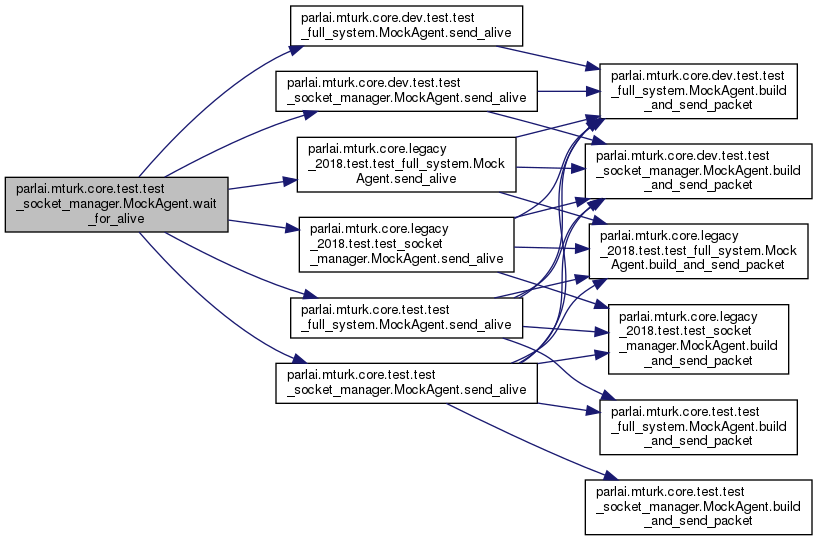 parlai.mturk.core.test.test
_socket_manager.MockAgent.wait
_for_alive
parlai.mturk.core.dev.test.test
_full_system.MockAgent.send_alive
parlai.mturk.core.dev.test.test
_socket_manager.MockAgent.send_alive
parlai.mturk.core.legacy
_2018.test.test_full_system.Mock
Agent.send_alive
parlai.mturk.core.legacy
_2018.test.test_socket
_manager.MockAgent.send_alive
parlai.mturk.core.test.test
_full_system.MockAgent.send_alive
parlai.mturk.core.test.test
_socket_manager.MockAgent.send_alive
parlai.mturk.core.dev.test.test
_full_system.MockAgent.build
_and_send_packet
parlai.mturk.core.dev.test.test
_socket_manager.MockAgent.build
_and_send_packet
parlai.mturk.core.legacy
_2018.test.test_full_system.Mock
Agent.build_and_send_packet
parlai.mturk.core.legacy
_2018.test.test_socket
_manager.MockAgent.build
_and_send_packet
parlai.mturk.core.test.test
_full_system.MockAgent.build
_and_send_packet
parlai.mturk.core.test.test
_socket_manager.MockAgent.build
_and_send_packet